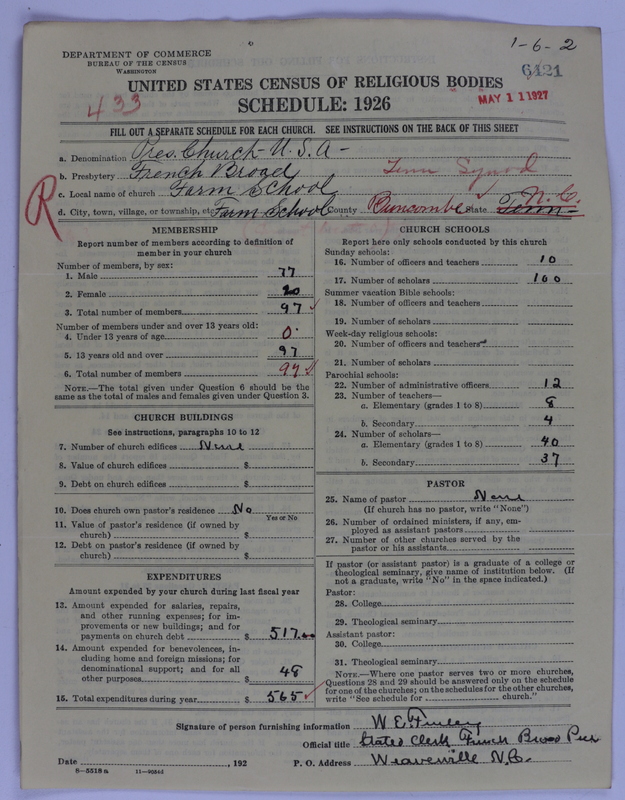 1-6-2
DEPARTMENT OF COMMERCE
BUREAU OF THE CENSUS
WASHINGTON
6421
UNITED STATES CENSUS OF RELIGIOUS BODIES
433
SCHEDULE: 1926
MAY 11 1927
FILL OUT A SEPARATE SCHEDULE FOR EACH CHURCH. SEE INSTRUCTIONS ON THE BACK OF THIS SHEET
a. Denomination Pres. Church - U.S.A -
b. Presbytery French Broad Tenn Synod
R
c. Local name of church Farm School
d. City, town, village, or township, etc. Farm School County Buncombe State Tenn. N.C.
MEMBERSHIP
Report number of members according to definition of
member in your church
Number of members, by sex:
1. Male 77
2. Female 20
3. Total number of members 97
Number of members under and over 13 years old:
4. Under 13 years of age 0.
5. 13 years old and over 97
6. Total number of members 97
NOTE.—The total given under Question 6 should be the
same as the total of males and females given under Question 3.
CHURCH BUILDINGS
See instructions, paragraphs 10 to 12
7. Number of church edifices None
8. Value of church edifices $
9. Debt on church edifices $
10. Does church own pastor's residence No
Yes or No
11. Value of pastor's residence (if owned by
church) $
12. Debt on pastor's residence (if owned by
church) $
EXPENDITURES
Amount expended by your church during last fiscal year
13. Amount expended for salaries, repairs,
and other running expenses; for im-
provements or new buildings; and for
payments on church debt $ 517.00
14. Amount expended for benevolences, in-
cluding home and foreign missions; for
denominational support; and for all
other purposes $ 48
15. Total expenditures during year $ 565
CHURCH SCHOOLS
Report here only schools conducted by this church
Sunday schools:
16. Number of officers and teachers 10
17. Number of scholars 100
Summer vacation Bible schools:
18. Number of officers and teachers
19. Number of scholars
Week-day religious schools:
20. Number of officers and teachers
21. Number of scholars
Parochial schools:
22. Number of administrative officers 12
23. Number of teachers—
a. Elementary (grades 1 to 8) 8
b. Secondary 4
24. Number of scholars—
a. Elementary (grades 1 to 8) 40
b. Secondary 37
PASTOR
25. Name of pastor None
(If church has no pastor, write "None")
26. Number of ordained ministers, if any, em-
ployed as assistant pastors
27. Number of other churches served by the
pastor or his assistants
If pastor (or assistant pastor) is a graduate of a college or
theological seminary, give name of institution below. (If
not a graduate, write "No" in the space indicated.)
Pastor:
28. College
29. Theological seminary
Assistant pastor:
30. College
31. Theological seminary
NOTE.—Where one pastor serves two or more churches,
Questions 28 and 29 should be answered only on the schedule
for one of the churches; on the schedules for the other churches,
write "See schedule for church."
Signature of person furnishing information W E Finley
Official title Stated Clerk French Broad
Date , 192 P. O. Address Weaverville N.C.
8-5518 a